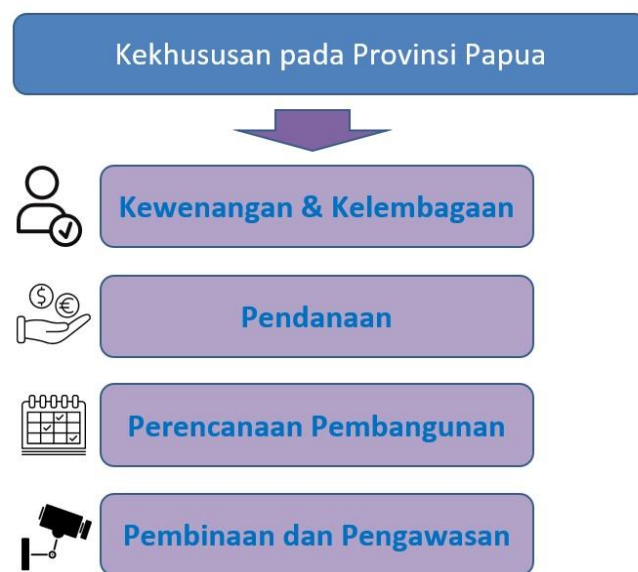 Kekhususan pada Provinsi Papua
Kewenangan & Kelembagaan
$ €
Pendanaan
Perencanaan Pembangunan
Pembinaan dan Pengawasan